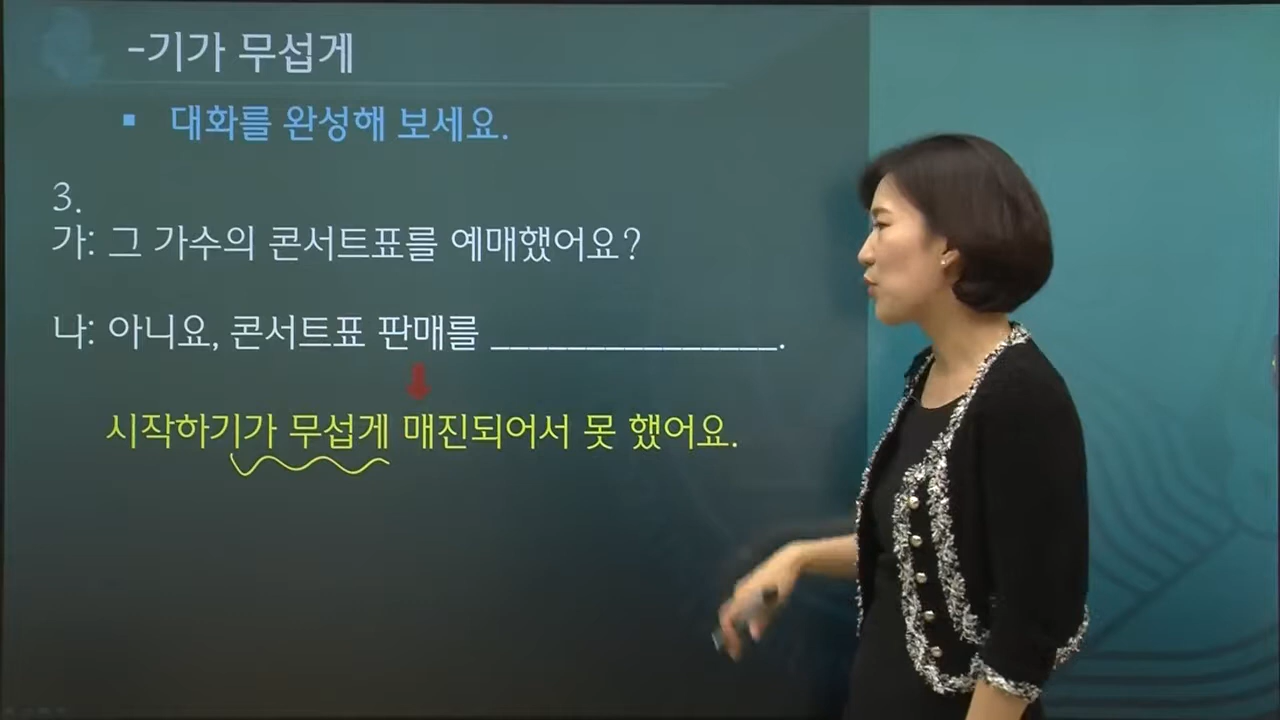 -기가 무섭게
▪ 대화를 완성해 보세요.
3.
가: 그 가수의 콘서트표를 예매했어요?
나: 아니요, 콘서트표 판매를 _______________.
시작하기가 무섭게 매진되어서 못 했어요.